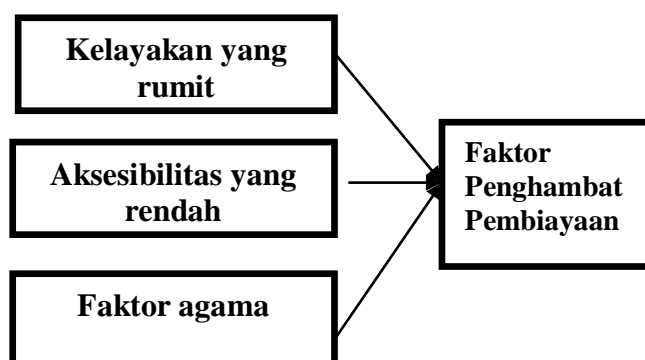 Kelayakan yang
rumit
Aksesibilitas yang
rendah
Faktor agama
Faktor
Penghambat
Pembiayaan